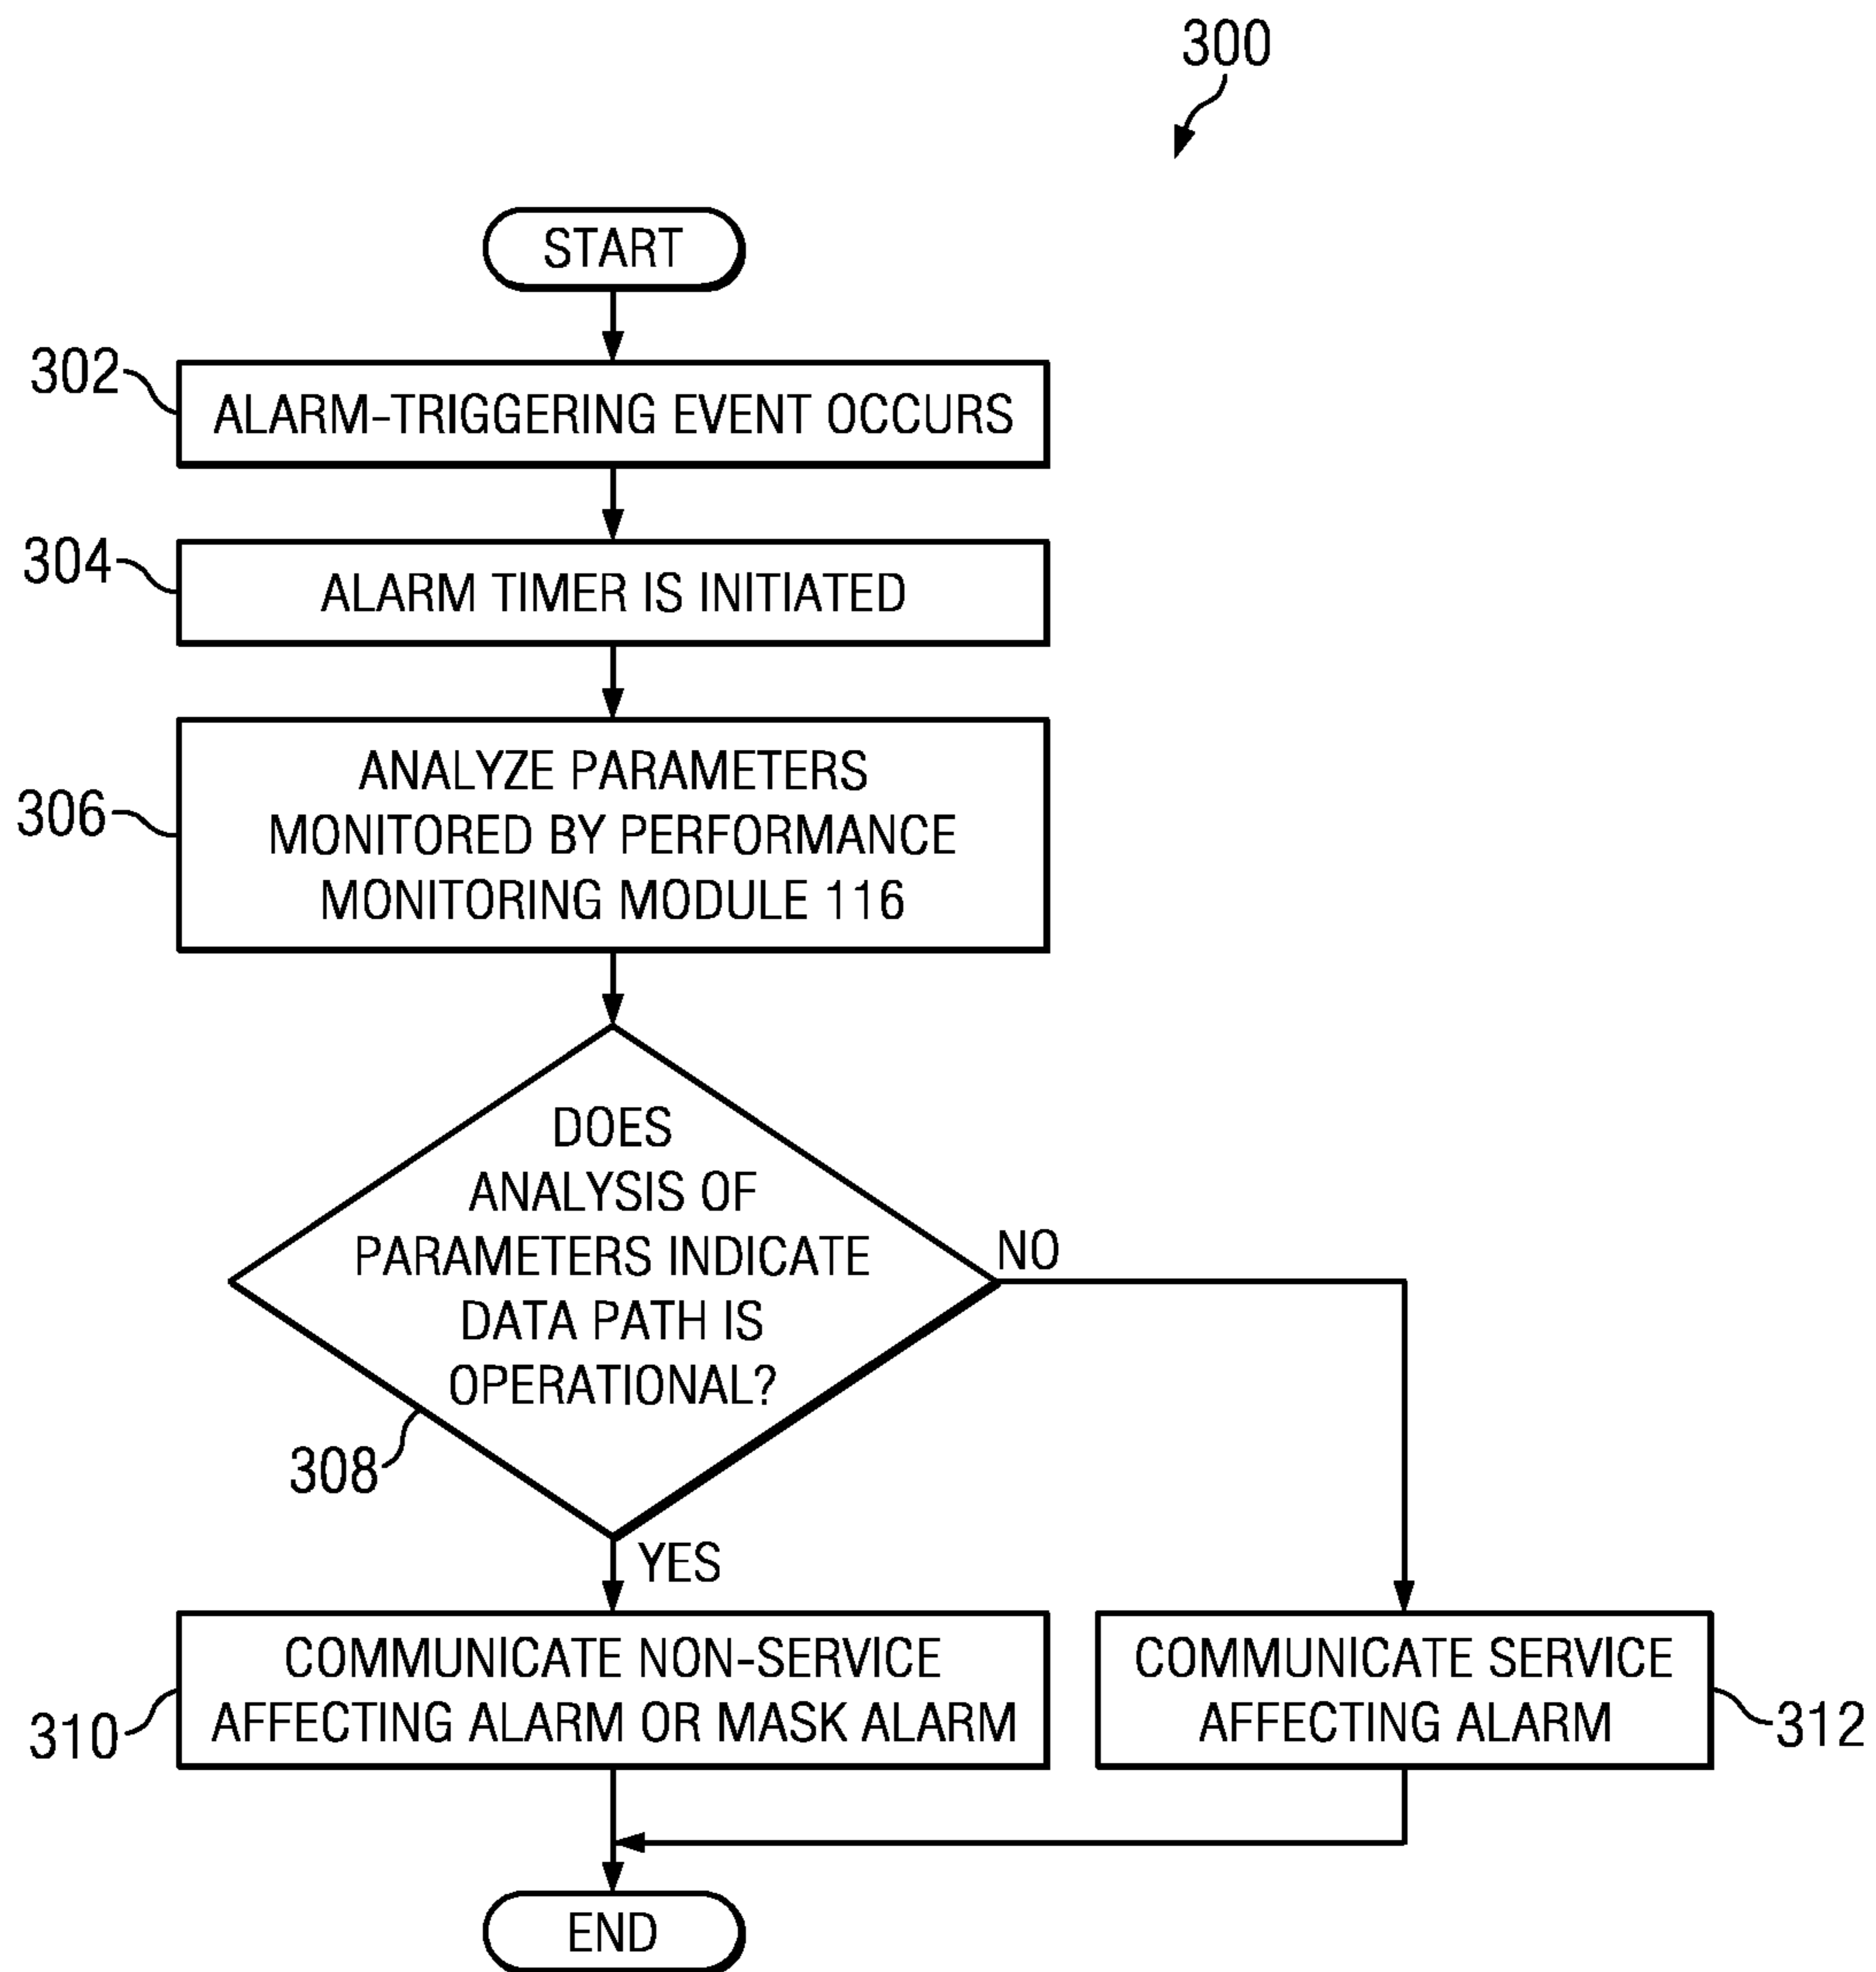 300
START
302
ALARM-TRIGGERING EVENT OCCURS
304
ALARM TIMER IS INITIATED
306
ANALYZE PARAMETERS
MONITORED BY PERFORMANCE
MONITORING MODULE 116
DOES
ANALYSIS OF
PARAMETERS INDICATE
DATA PATH IS
OPERATIONAL?
NO
308
YES
310
COMMUNICATE NON-SERVICE
AFFECTING ALARM OR MASK ALARM
COMMUNICATE SERVICE
AFFECTING ALARM
312
END